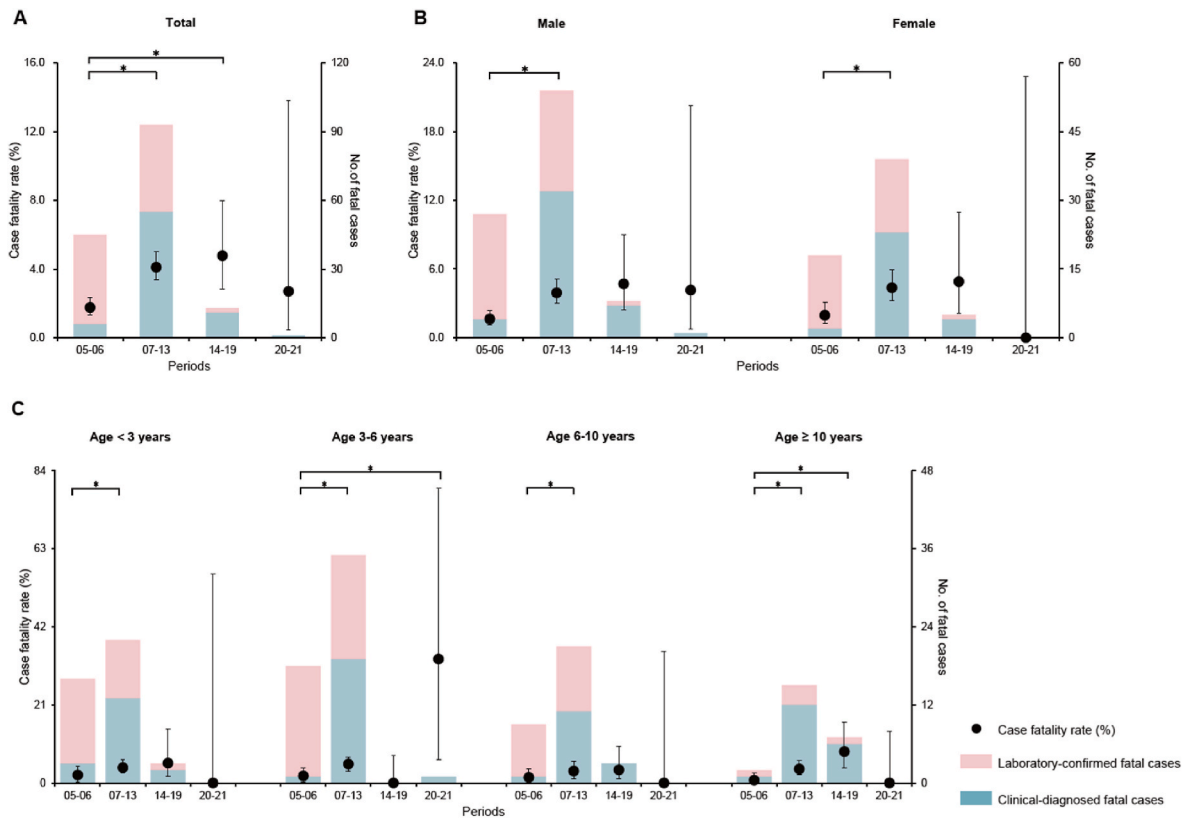 A
Total
B
Male
Female
16.0
12.0
8.0
4.0
0.0
Case fatality rate (%)
120
90
60
30
0
No.of fatal cases
*
*
05-06 07-13 14-19 20-21
Periods
24.0
18.0
12.0
6.0
0.0
Case fatality rate (%)
60
45
30
15
0
No. of fatal cases
*
*
05-06 07-13 14-19 20-21
05-06 07-13 14-19 20-21
Periods
C
Age < 3 years
Age 3-6 years
Age 6-10 years
Age ≥ 10 years
84
63
42
21
0
Case fatality rate (%)
48
36
24
12
0
No. of fatal cases
*
*
*
*
*
*
05-06 07-13 14-19 20-21
05-06 07-13 14-19 20-21
05-06 07-13 14-19 20-21
05-06 07-13 14-19 20-21
Periods
Periods
Case fatality rate (%)
Laboratory-confirmed fatal cases
Clinical-diagnosed fatal cases